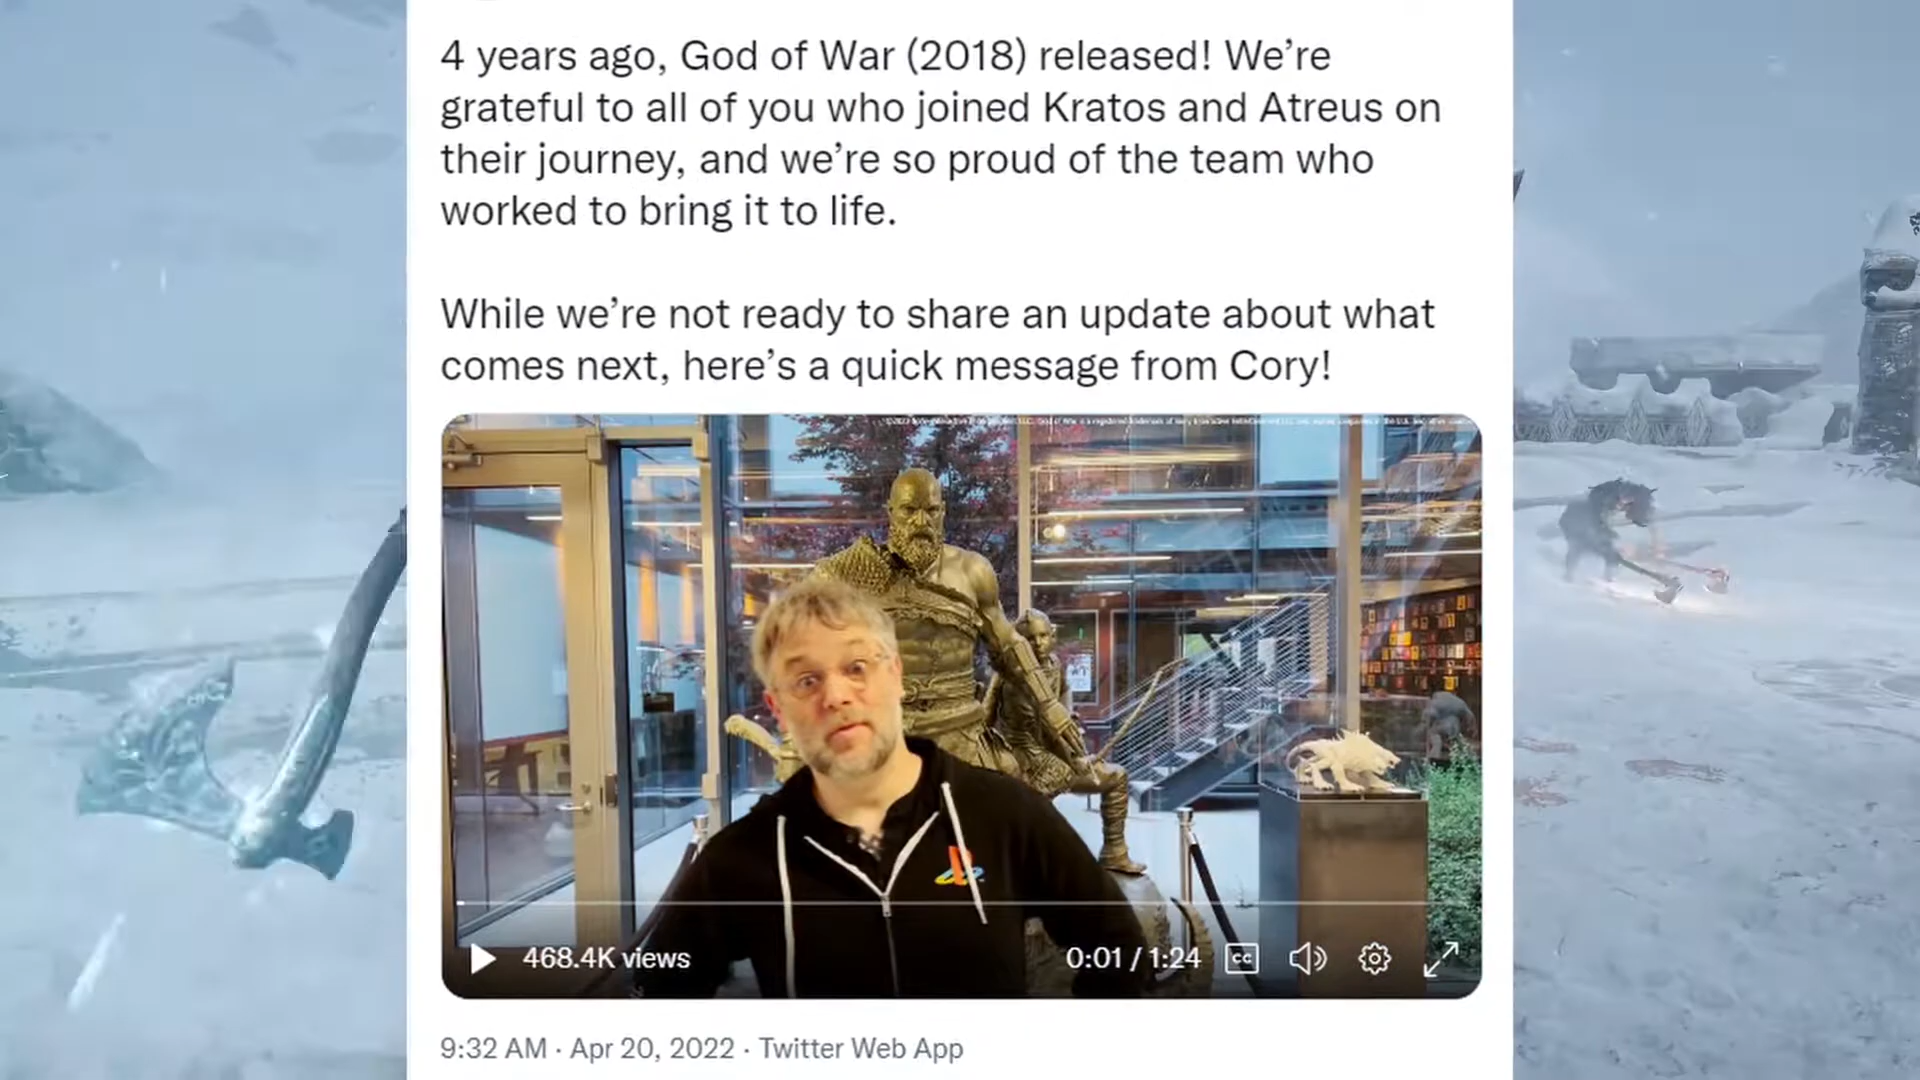 4 years ago, God of War (2018) released! We’re
grateful to all of you who joined Kratos and Atreus on
their journey, and we’re so proud of the team who
worked to bring it to life.
While we’re not ready to share an update about what
comes next, here’s a quick message from Cory!
468.4K views
0:01 / 1:24
CC
9:32 AM · Apr 20, 2022 · Twitter Web App